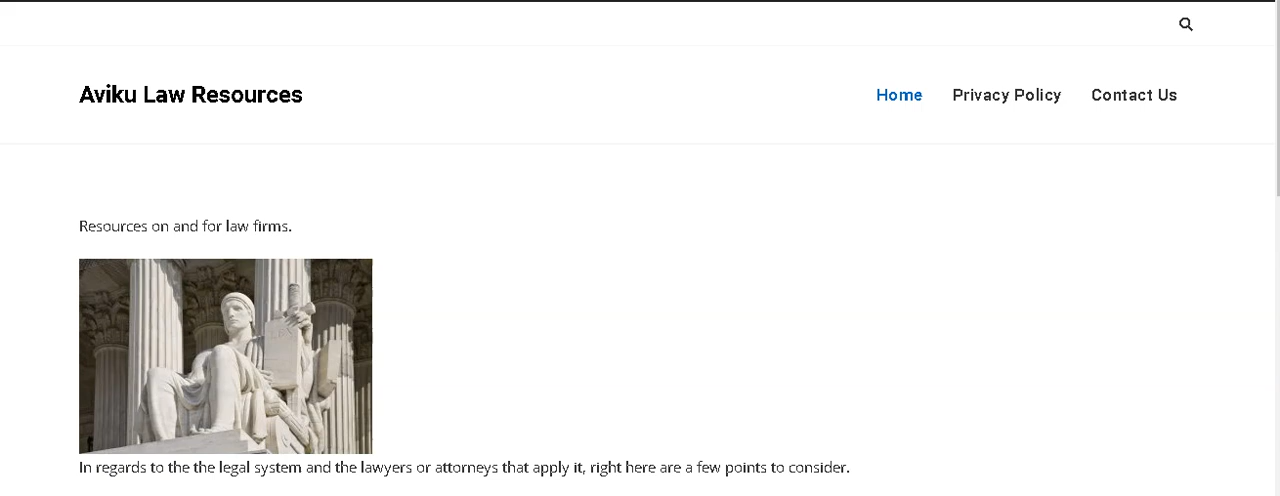 Aviku Law Resources
Home Privacy Policy Contact Us
Resources on and for law firms.
LEX
In regards to the the legal system and the lawyers or attorneys that apply it, right here are a few points to consider.